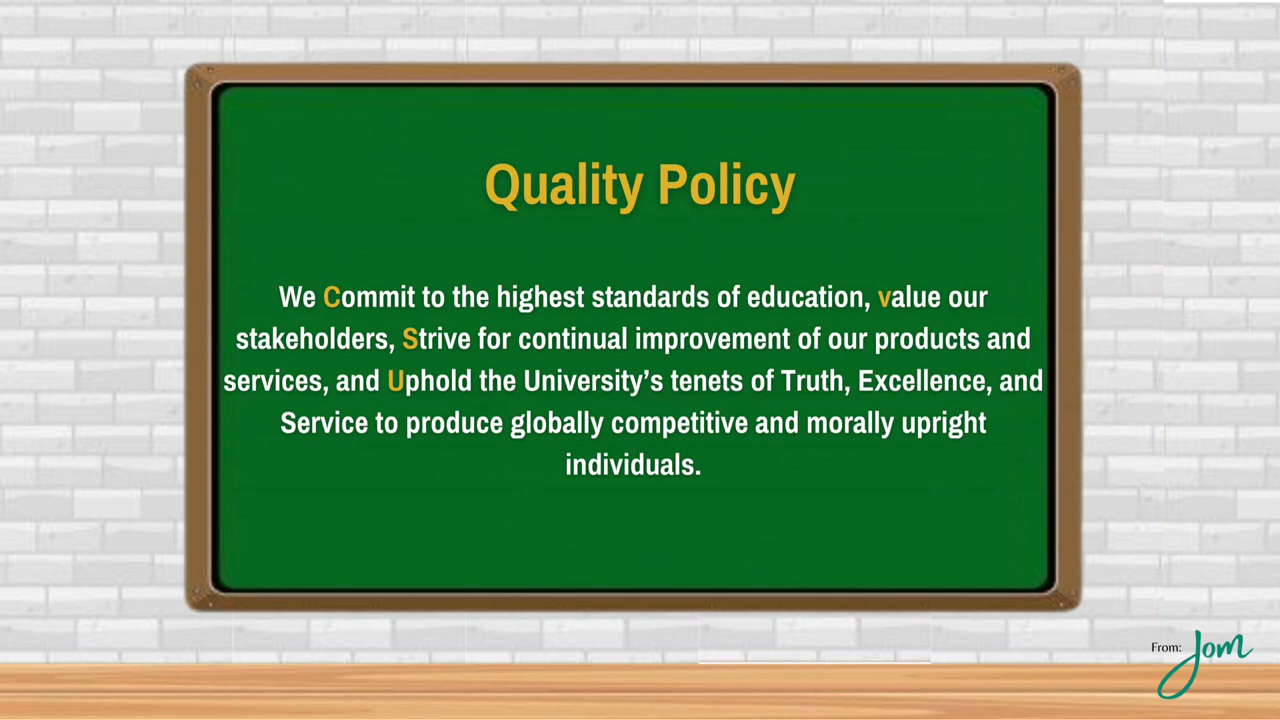 Quality Policy
We Commit to the highest standards of education, value our
stakeholders, Strive for continual improvement of our products and
services, and Uphold the University’s tenets of Truth, Excellence, and
Service to produce globally competitive and morally upright
individuals.
From: Jom